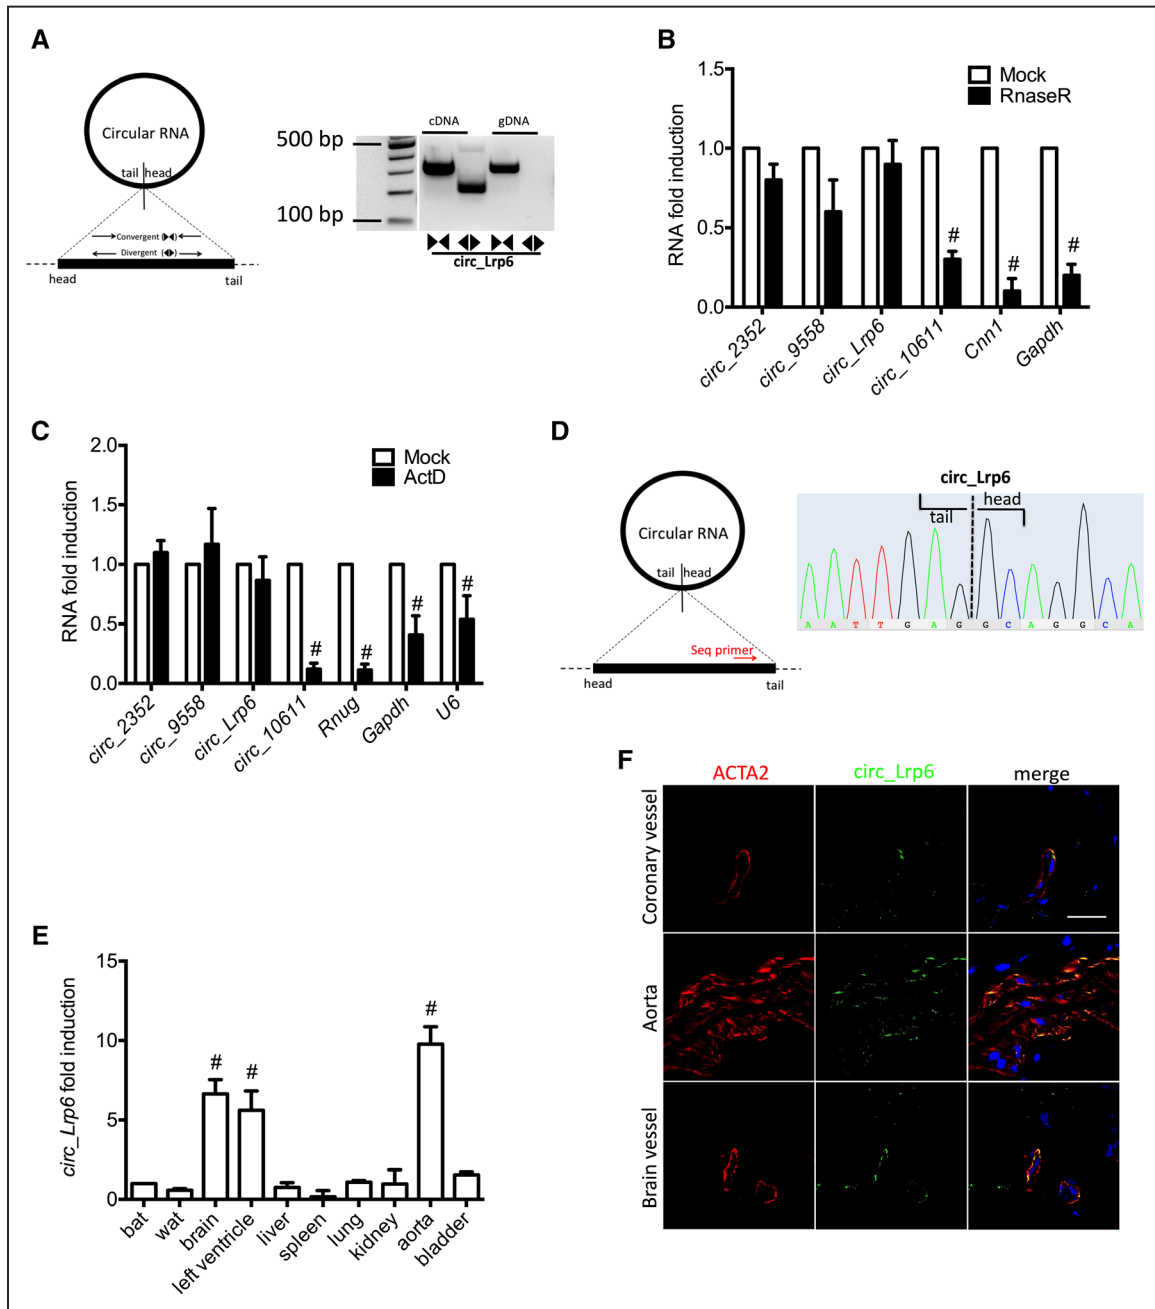 A
Circular RNA
tail head
Convergent (▶◀)
Divergent (◀▶)
head
tail
500 bp
100 bp
cDNA
gDNA
circ_Lrp6
B
Mock
RnaseR
RNA fold induction
1.5
1.0
0.5
0.0
#
#
#
circ_2352
circ_9558
circ_Lrp6
circ_10611
Cnn1
Gapdh
C
Mock
ActD
RNA fold induction
2.0
1.5
1.0
0.5
0.0
#
#
#
#
circ_2352
circ_9558
circ_Lrp6
circ_10611
Rnug
Gapdh
U6
D
Circular RNA
tail head
Seq primer
head
tail
circ_Lrp6
tail
head
A A T T G A G G C A G G C A
E
circ_Lrp6 fold induction
15
10
5
0
#
#
#
bat
wat
brain
left ventricle
liver
spleen
lung
kidney
aorta
bladder
F
ACTA2
circ_Lrp6
merge
Coronary vessel
Aorta
Brain vessel